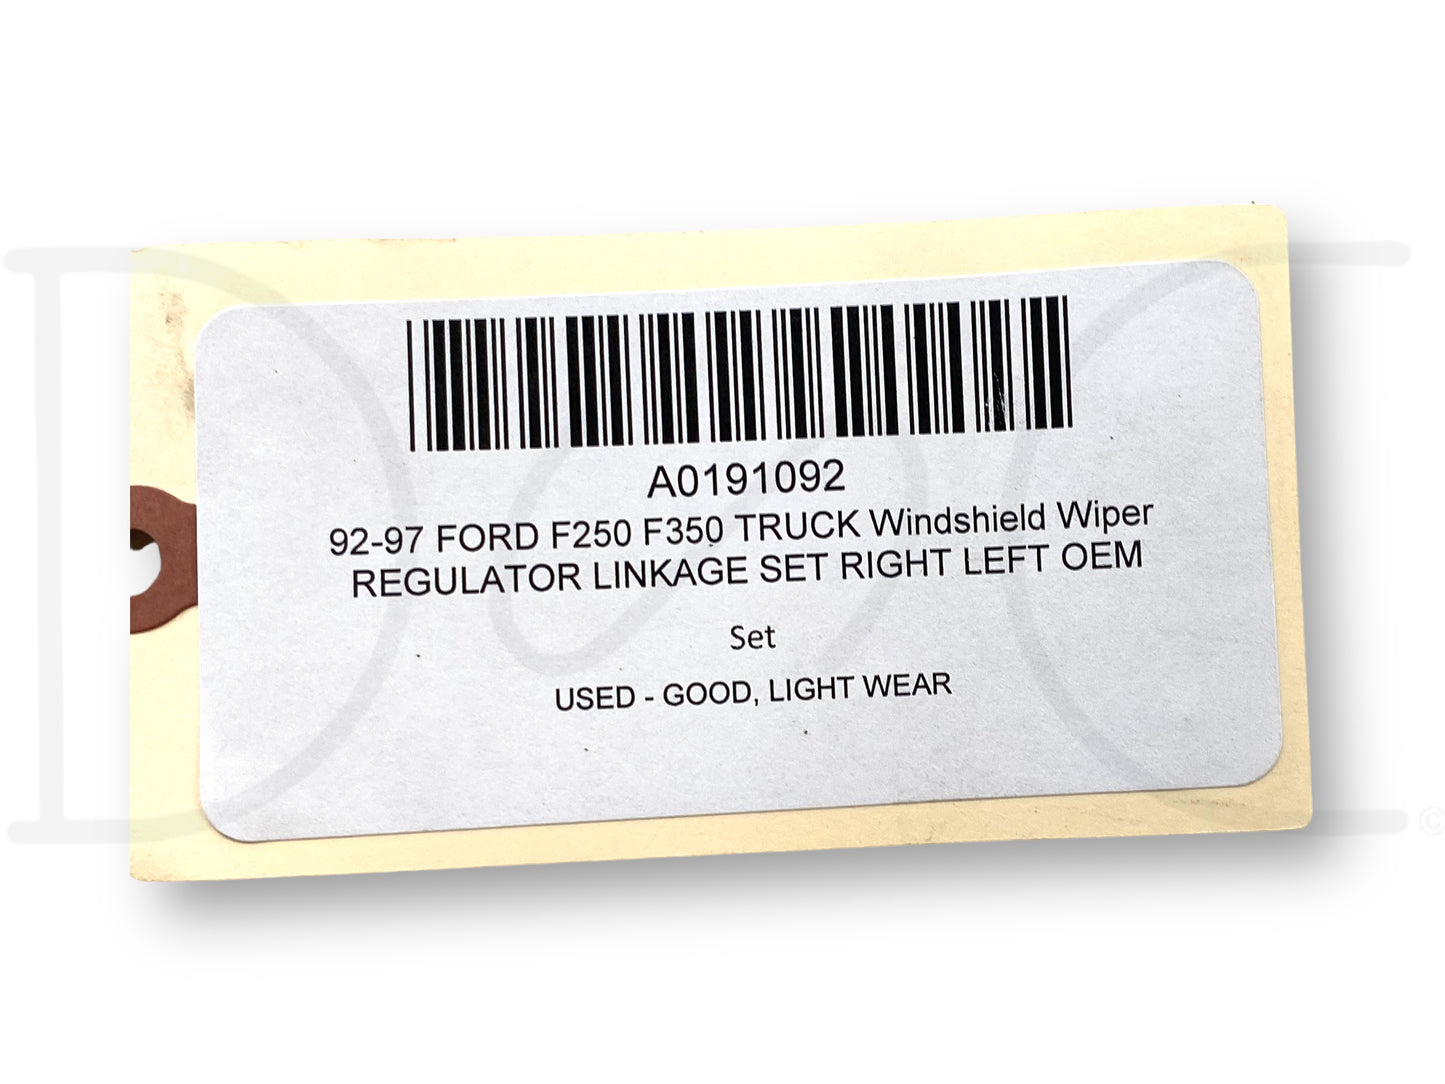 A0191092
92-97 FORD F250 F350 TRUCK Windshield Wiper
REGULATOR LINKAGE SET RIGHT LEFT OEM
Set
USED - GOOD, LIGHT WEAR
©